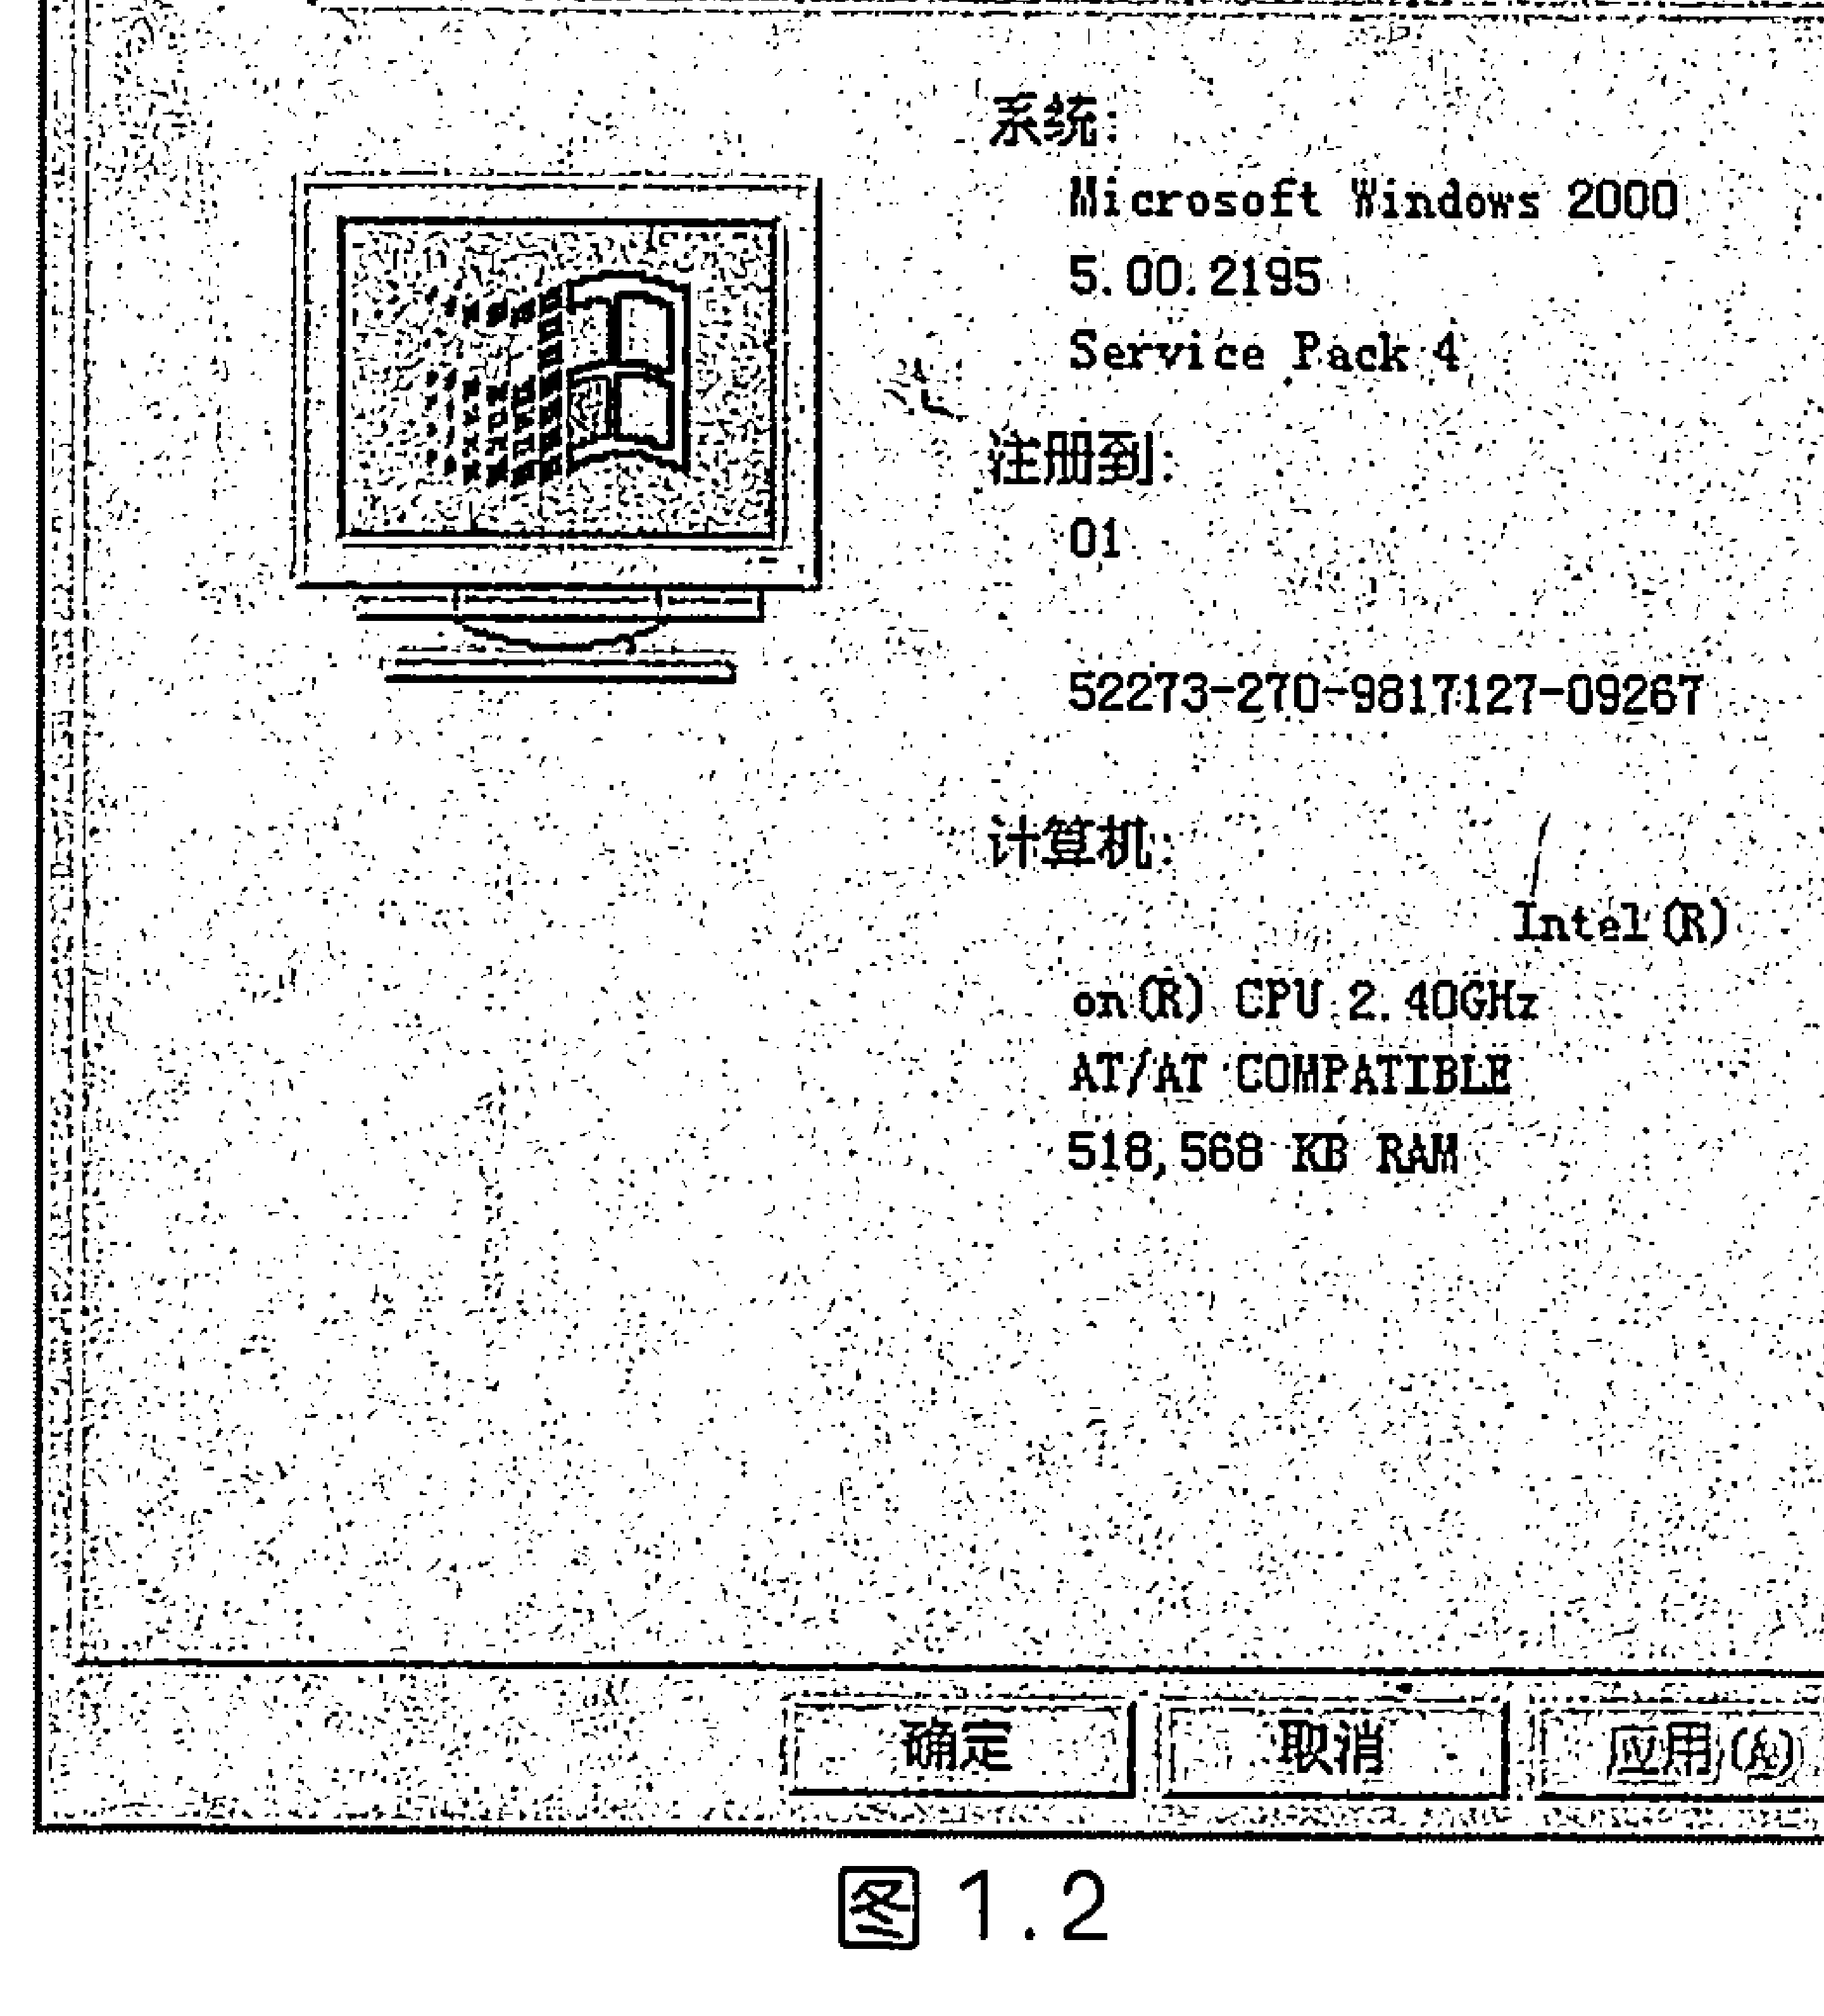 系统:
Microsoft Windows 2000
5.00.2195
Service Pack 4
注册到:
01
52273-270-9817127-09267
计算机:
Intel(R)
on(R) CPU 2.40GHz
AT/AT COMPATIBLE
518,568 KB RAM
确定 取消 应用(A)
图 1.2